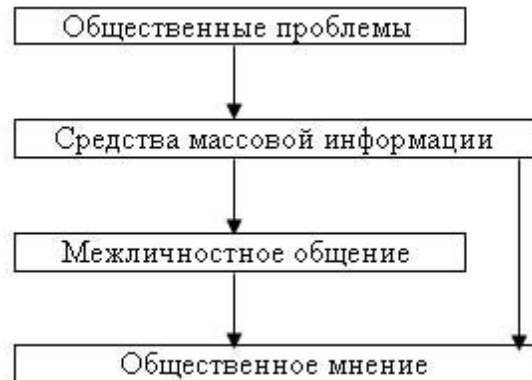 Общественные проблемы
Средства массовой информации
Межличностное общение
Общественное мнение